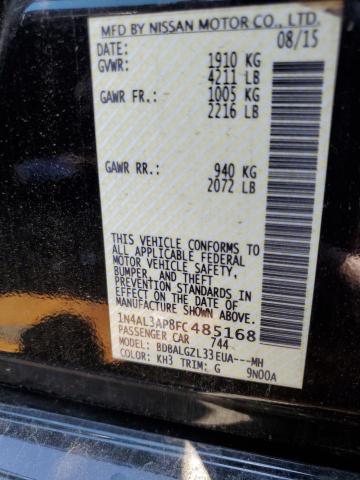 MFD BY NISSAN MOTOR CO., LTD.
DATE: 08/15
GVWR: 1910 KG
4211 LB
GAWR FR.: 1005 KG
2216 LB
GAWR RR.: 940 KG
2072 LB
THIS VEHICLE CONFORMS TO
ALL APPLICABLE FEDERAL
MOTOR VEHICLE SAFETY,
BUMPER, AND THEFT
PREVENTION STANDARDS IN
EFFECT ON THE DATE OF
MANUFACTURE SHOWN ABOVE.
1N4AL3AP8FC485168
PASSENGER CAR 744
MODEL: BDBALGZL33EUA---MH
COLOR: KH3 TRIM: G 9N00A